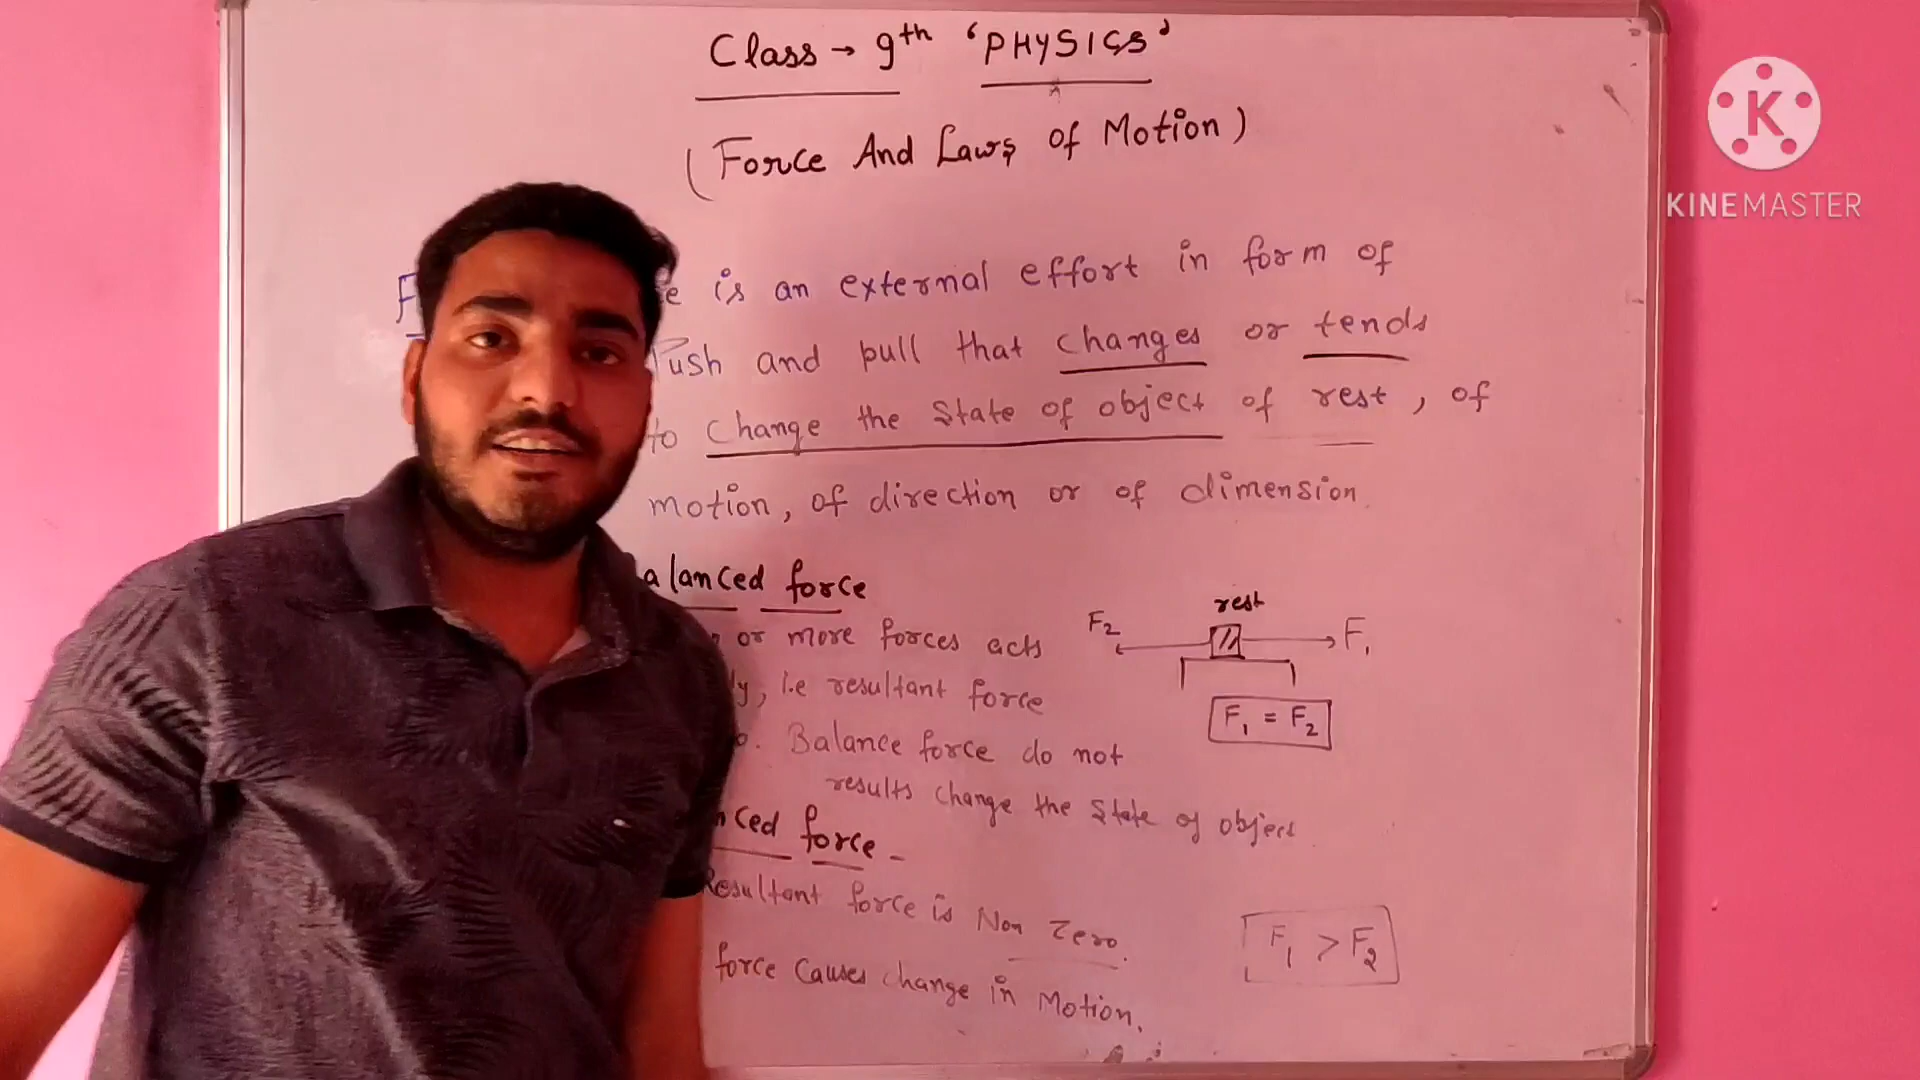 Class → 9th 'PHYSICS'
(Force And Laws of Motion)
KINEMASTER
is an external effort in form of
Push and pull that changes or tends
to change the State of object of rest, of
motion, of direction or of dimension.
alanced force
or more forces acts
rest
F2 F1
y, i.e resultant force
F1 = F2
o. Balance force do not
results change the State of object
nced force -
Resultant force is Non Zero.
F1 > F2
force causes change in Motion.